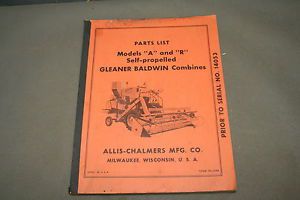 PARTS LIST
Models "A" and "R"
Self-propelled
GLEANER BALDWIN Combines
PRIOR TO SERIAL NO. 16053
ALLIS-CHALMERS MFG. CO.
MILWAUKEE, WISCONSIN, U. S. A.